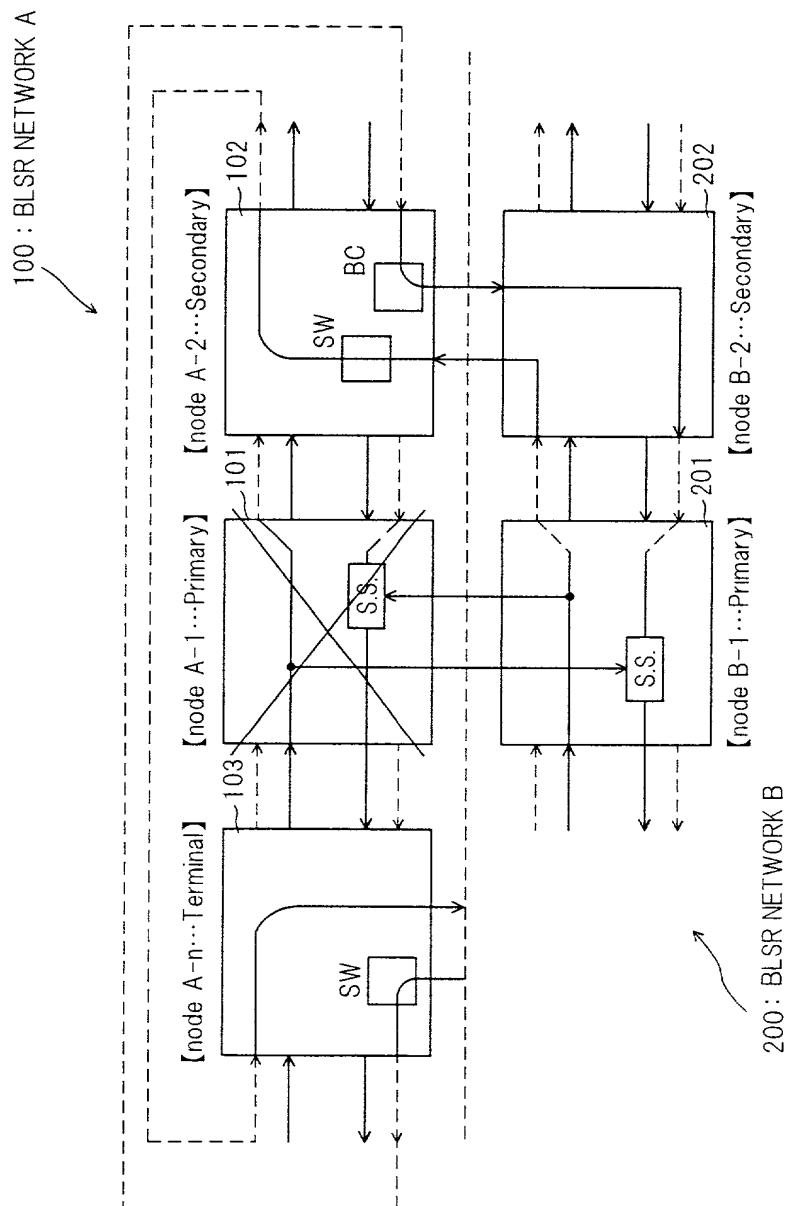 100 : BLSR NETWORK A
【node A-n…Terminal】
103
SW
【node A-1…Primary】
101
S.S.
【node A-2…Secondary】
102
SW
BC
【node B-1…Primary】
201
S.S.
【node B-2…Secondary】
202
200 : BLSR NETWORK B